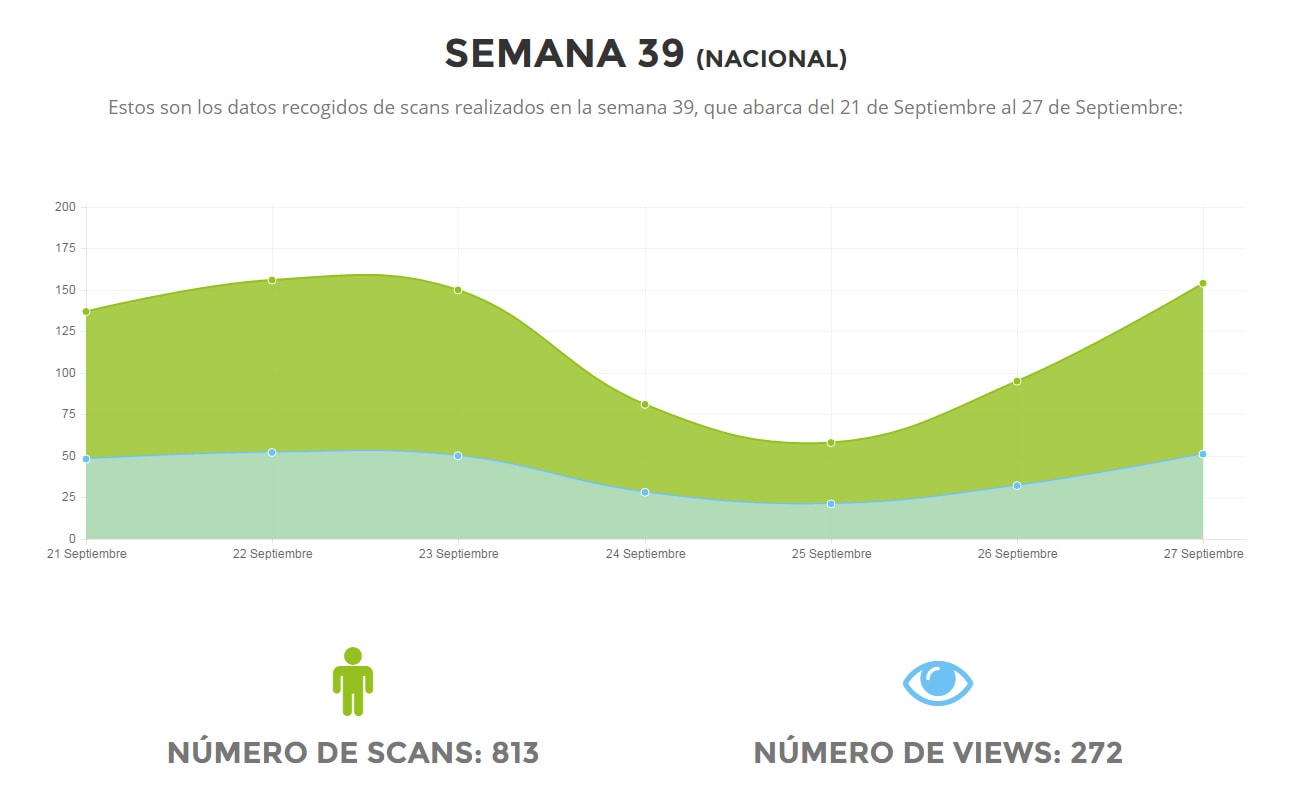 SEMANA 39 (NACIONAL)
Estos son los datos recogidos de scans realizados en la semana 39, que abarca del 21 de Septiembre al 27 de Septiembre:
200
175
150
125
100
75
50
25
0
21 Septiembre 22 Septiembre 23 Septiembre 24 Septiembre 25 Septiembre 26 Septiembre 27 Septiembre
NÚMERO DE SCANS: 813 NÚMERO DE VIEWS: 272